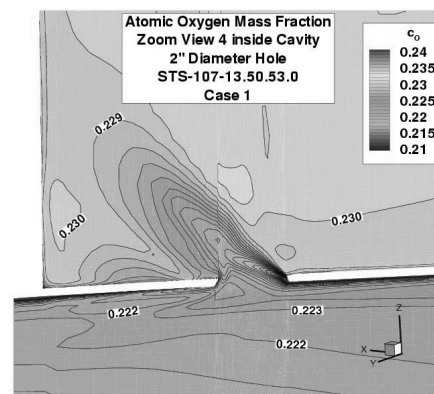 Atomic Oxygen Mass Fraction
Zoom View 4 inside Cavity
2" Diameter Hole
STS-107-13.50.53.0
Case 1
c_O
0.24
0.235
0.23
0.225
0.22
0.215
0.21
0.229
0.230
0.230
0.222
0.223
0.222
Z
X
Y